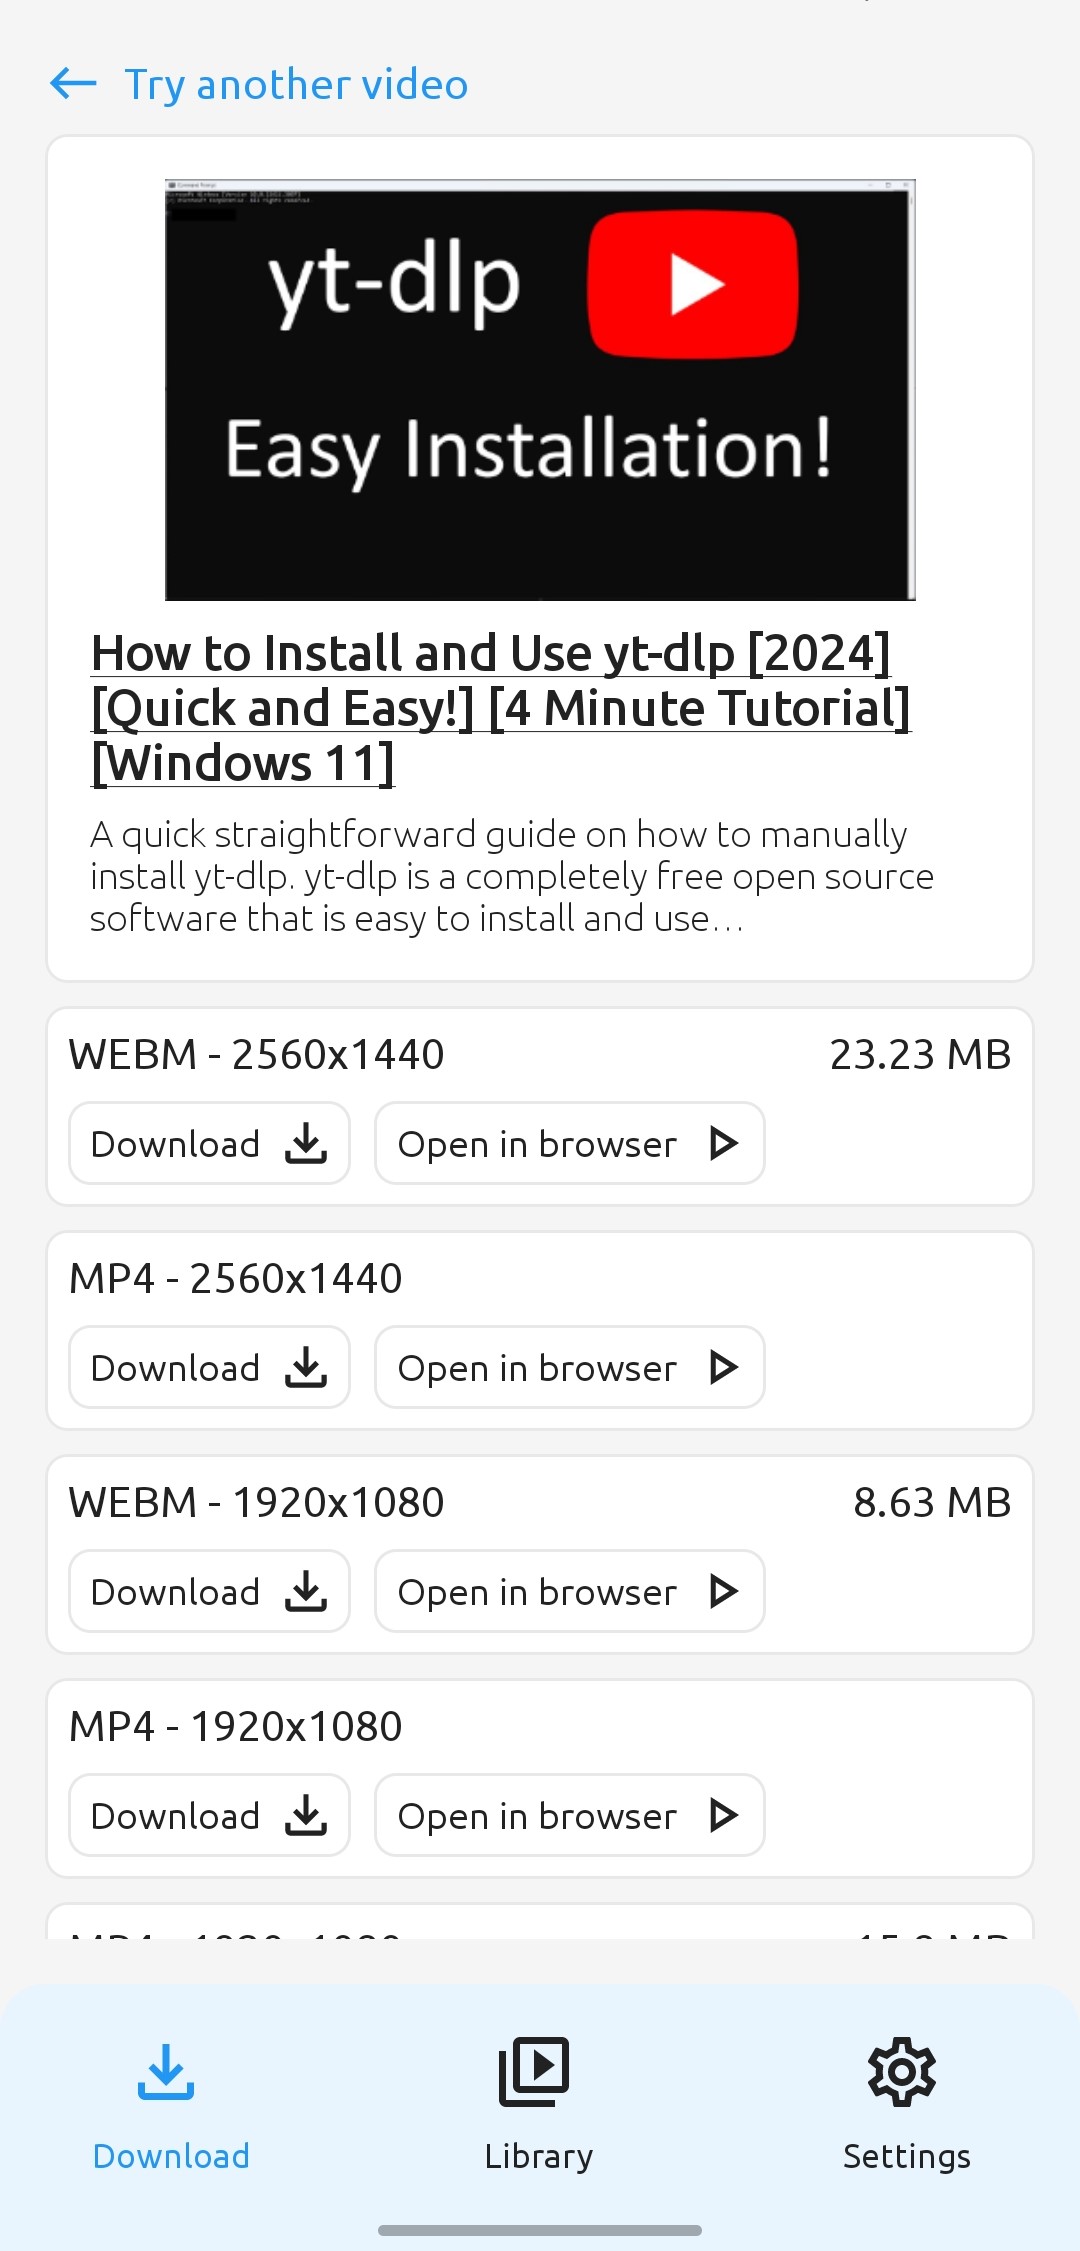 Try another video
Command Prompt
yt-dlp
Easy Installation!
How to Install and Use yt-dlp [2024]
[Quick and Easy!] [4 Minute Tutorial]
[Windows 11]
A quick straightforward guide on how to manually
install yt-dlp. yt-dlp is a completely free open source
software that is easy to install and use…
WEBM - 2560x1440 23.23 MB
Download Open in browser
MP4 - 2560x1440
Download Open in browser
WEBM - 1920x1080 8.63 MB
Download Open in browser
MP4 - 1920x1080
Download Open in browser
Download Library Settings